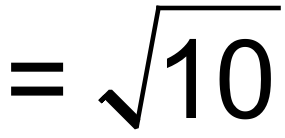 = √10